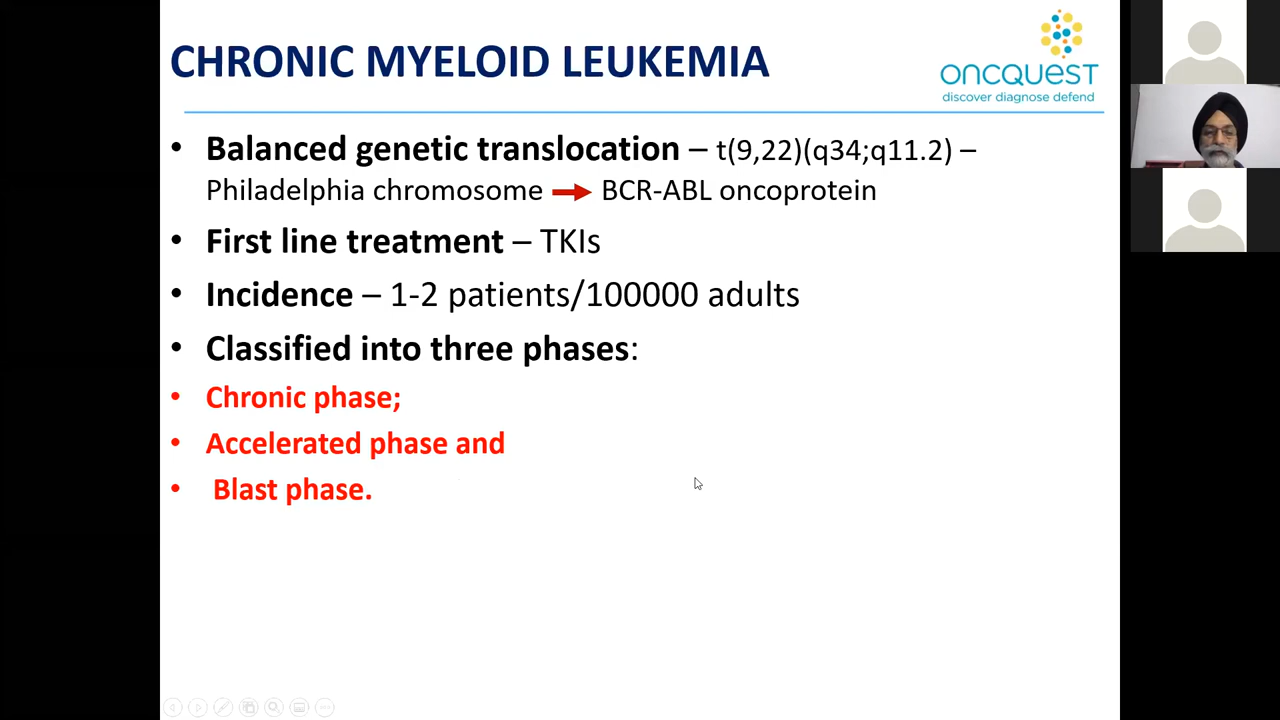 CHRONIC MYELOID LEUKEMIA
oncquest
discover diagnose defend
• Balanced genetic translocation – t(9,22)(q34;q11.2) –
Philadelphia chromosome BCR-ABL oncoprotein
• First line treatment – TKIs
• Incidence – 1-2 patients/100000 adults
• Classified into three phases:
• Chronic phase;
• Accelerated phase and
• Blast phase.